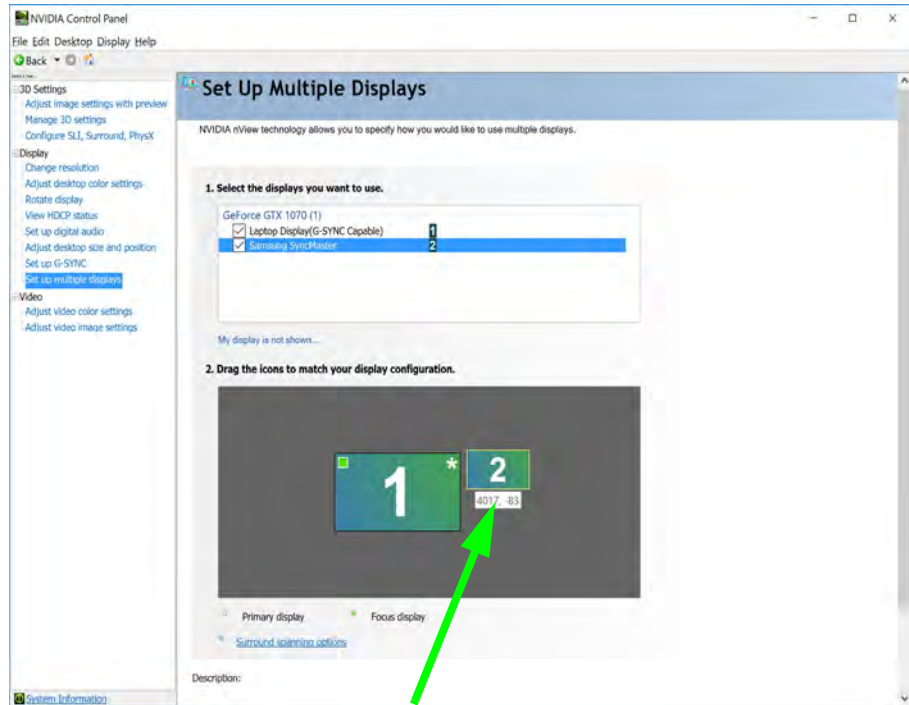 NVIDIA Control Panel
File Edit Desktop Display Help
Back
3D Settings
Adjust image settings with preview
Manage 3D settings
Configure SLI, Surround, PhysX
Display
Change resolution
Adjust desktop color settings
Rotate display
View HDCP status
Set up digital audio
Adjust desktop size and position
Set up G-SYNC
Set up multiple displays
Video
Adjust video color settings
Adjust video image settings
System Information
Set Up Multiple Displays
NVIDIA nView technology allows you to specify how you would like to use multiple displays.
1. Select the displays you want to use.
GeForce GTX 1070 (1)
Laptop Display(G-SYNC Capable) 1
Samsung SyncMaster 2
My display is not shown...
2. Drag the icons to match your display configuration.
1 *
2
4017, -83
Primary display * Focus display
Surround spanning options
Description: